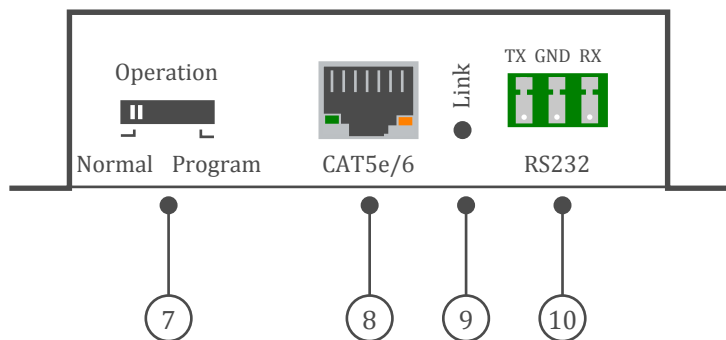 Operation
Normal Program
CAT5e/6
Link
TX GND RX
RS232
7
8
9
10